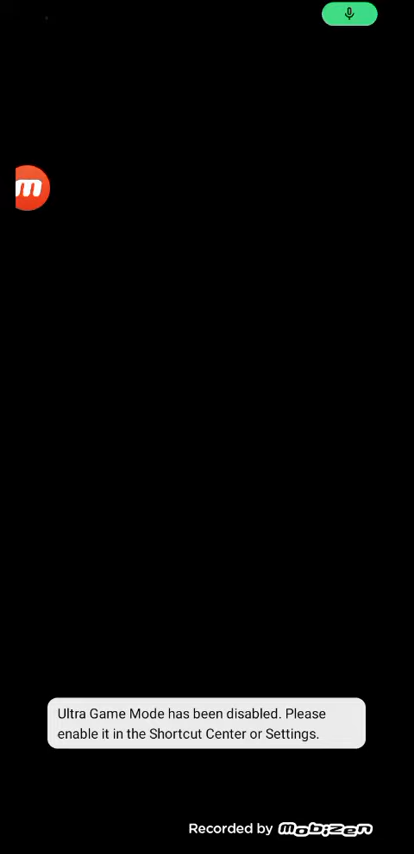 m
Ultra Game Mode has been disabled. Please
enable it in the Shortcut Center or Settings.
Recorded by Mobizen